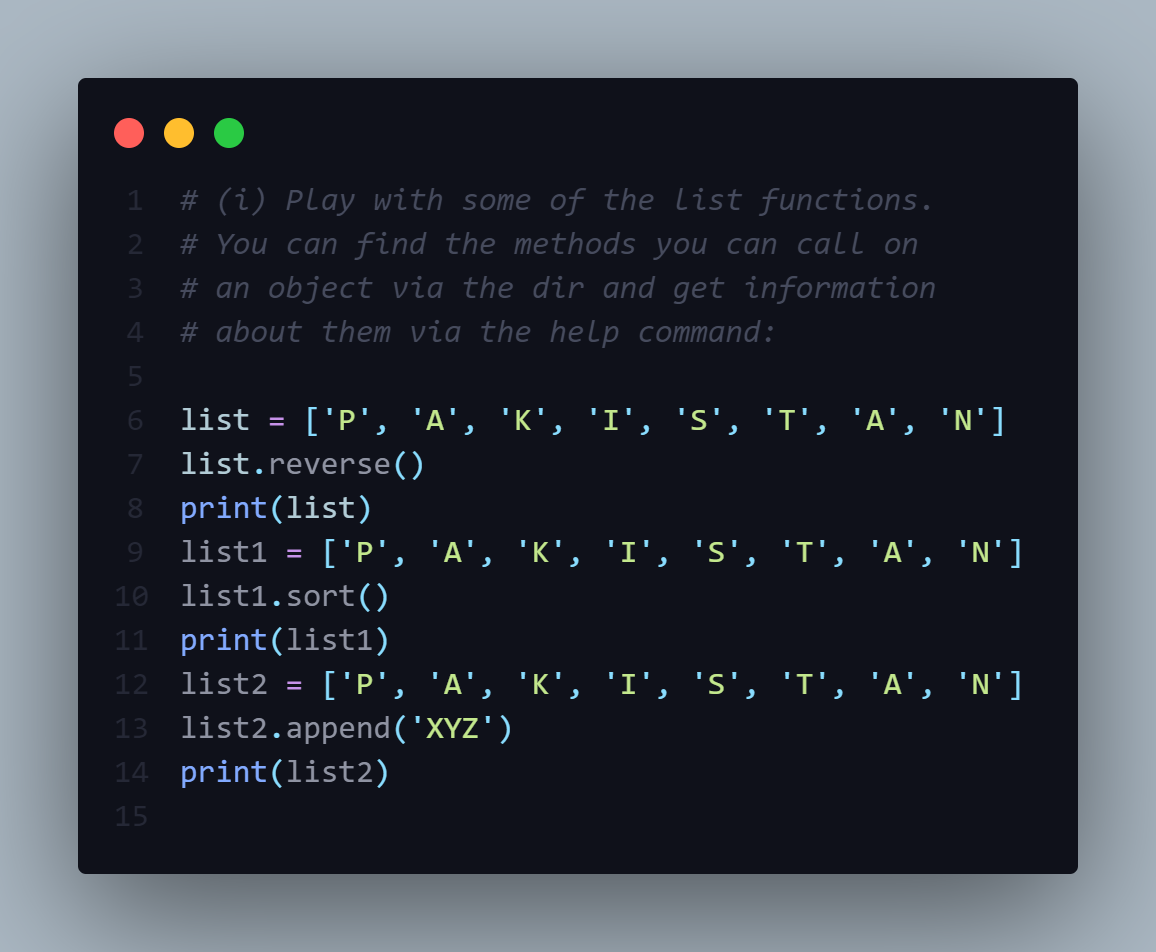 1 # (i) Play with some of the list functions.
2 # You can find the methods you can call on
3 # an object via the dir and get information
4 # about them via the help command:
5
6 list = ['P', 'A', 'K', 'I', 'S', 'T', 'A', 'N']
7 list.reverse()
8 print(list)
9 list1 = ['P', 'A', 'K', 'I', 'S', 'T', 'A', 'N']
10 list1.sort()
11 print(list1)
12 list2 = ['P', 'A', 'K', 'I', 'S', 'T', 'A', 'N']
13 list2.append('XYZ')
14 print(list2)
15